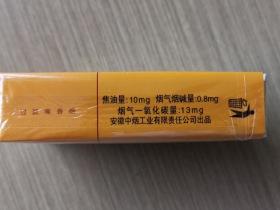 焦油量:10mg 烟气烟碱量:0.8mg
烟气一氧化碳量:13mg
安徽中烟工业有限责任公司出品